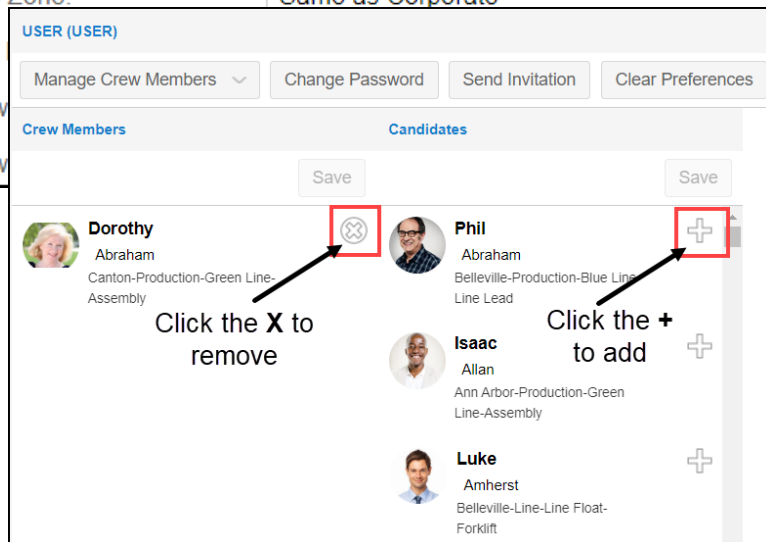 USER (USER)
Manage Crew Members Change Password Send Invitation Clear Preferences
Crew Members
Candidates
Save
Save
Dorothy
Abraham
Canton-Production-Green Line-
Assembly
Click the X to
remove
Phil
Abraham
Belleville-Production-Blue Line-
Line Lead
Click the +
to add
Isaac
Allan
Ann Arbor-Production-Green
Line-Assembly
Luke
Amherst
Belleville-Line-Line Float-
Forklift